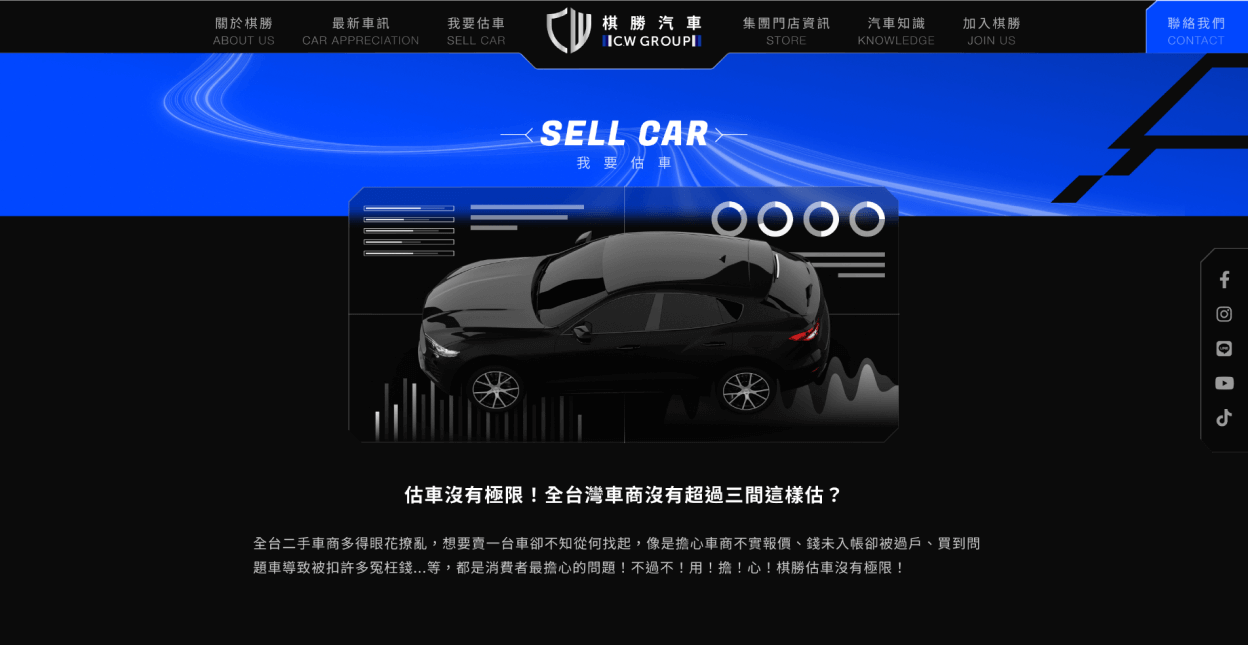 關於棋勝
ABOUT US
最新車訊
CAR APPRECIATION
我要估車
SELL CAR
棋勝汽車
CW GROUP
集團門店資訊
STORE
汽車知識
KNOWLEDGE
加入棋勝
JOIN US
聯絡我們
CONTACT
SELL CAR
我要估車
估車沒有極限！全台灣車商沒有超過三間這樣估？
全台二手車商多得眼花撩亂，想要賣一台車卻不知從何找起，像是擔心車商不實報價、錢未入帳卻被過戶、買到問
題車導致被扣許多冤枉錢...等，都是消費者最擔心的問題！不過不！用！擔！心！棋勝估車沒有極限！